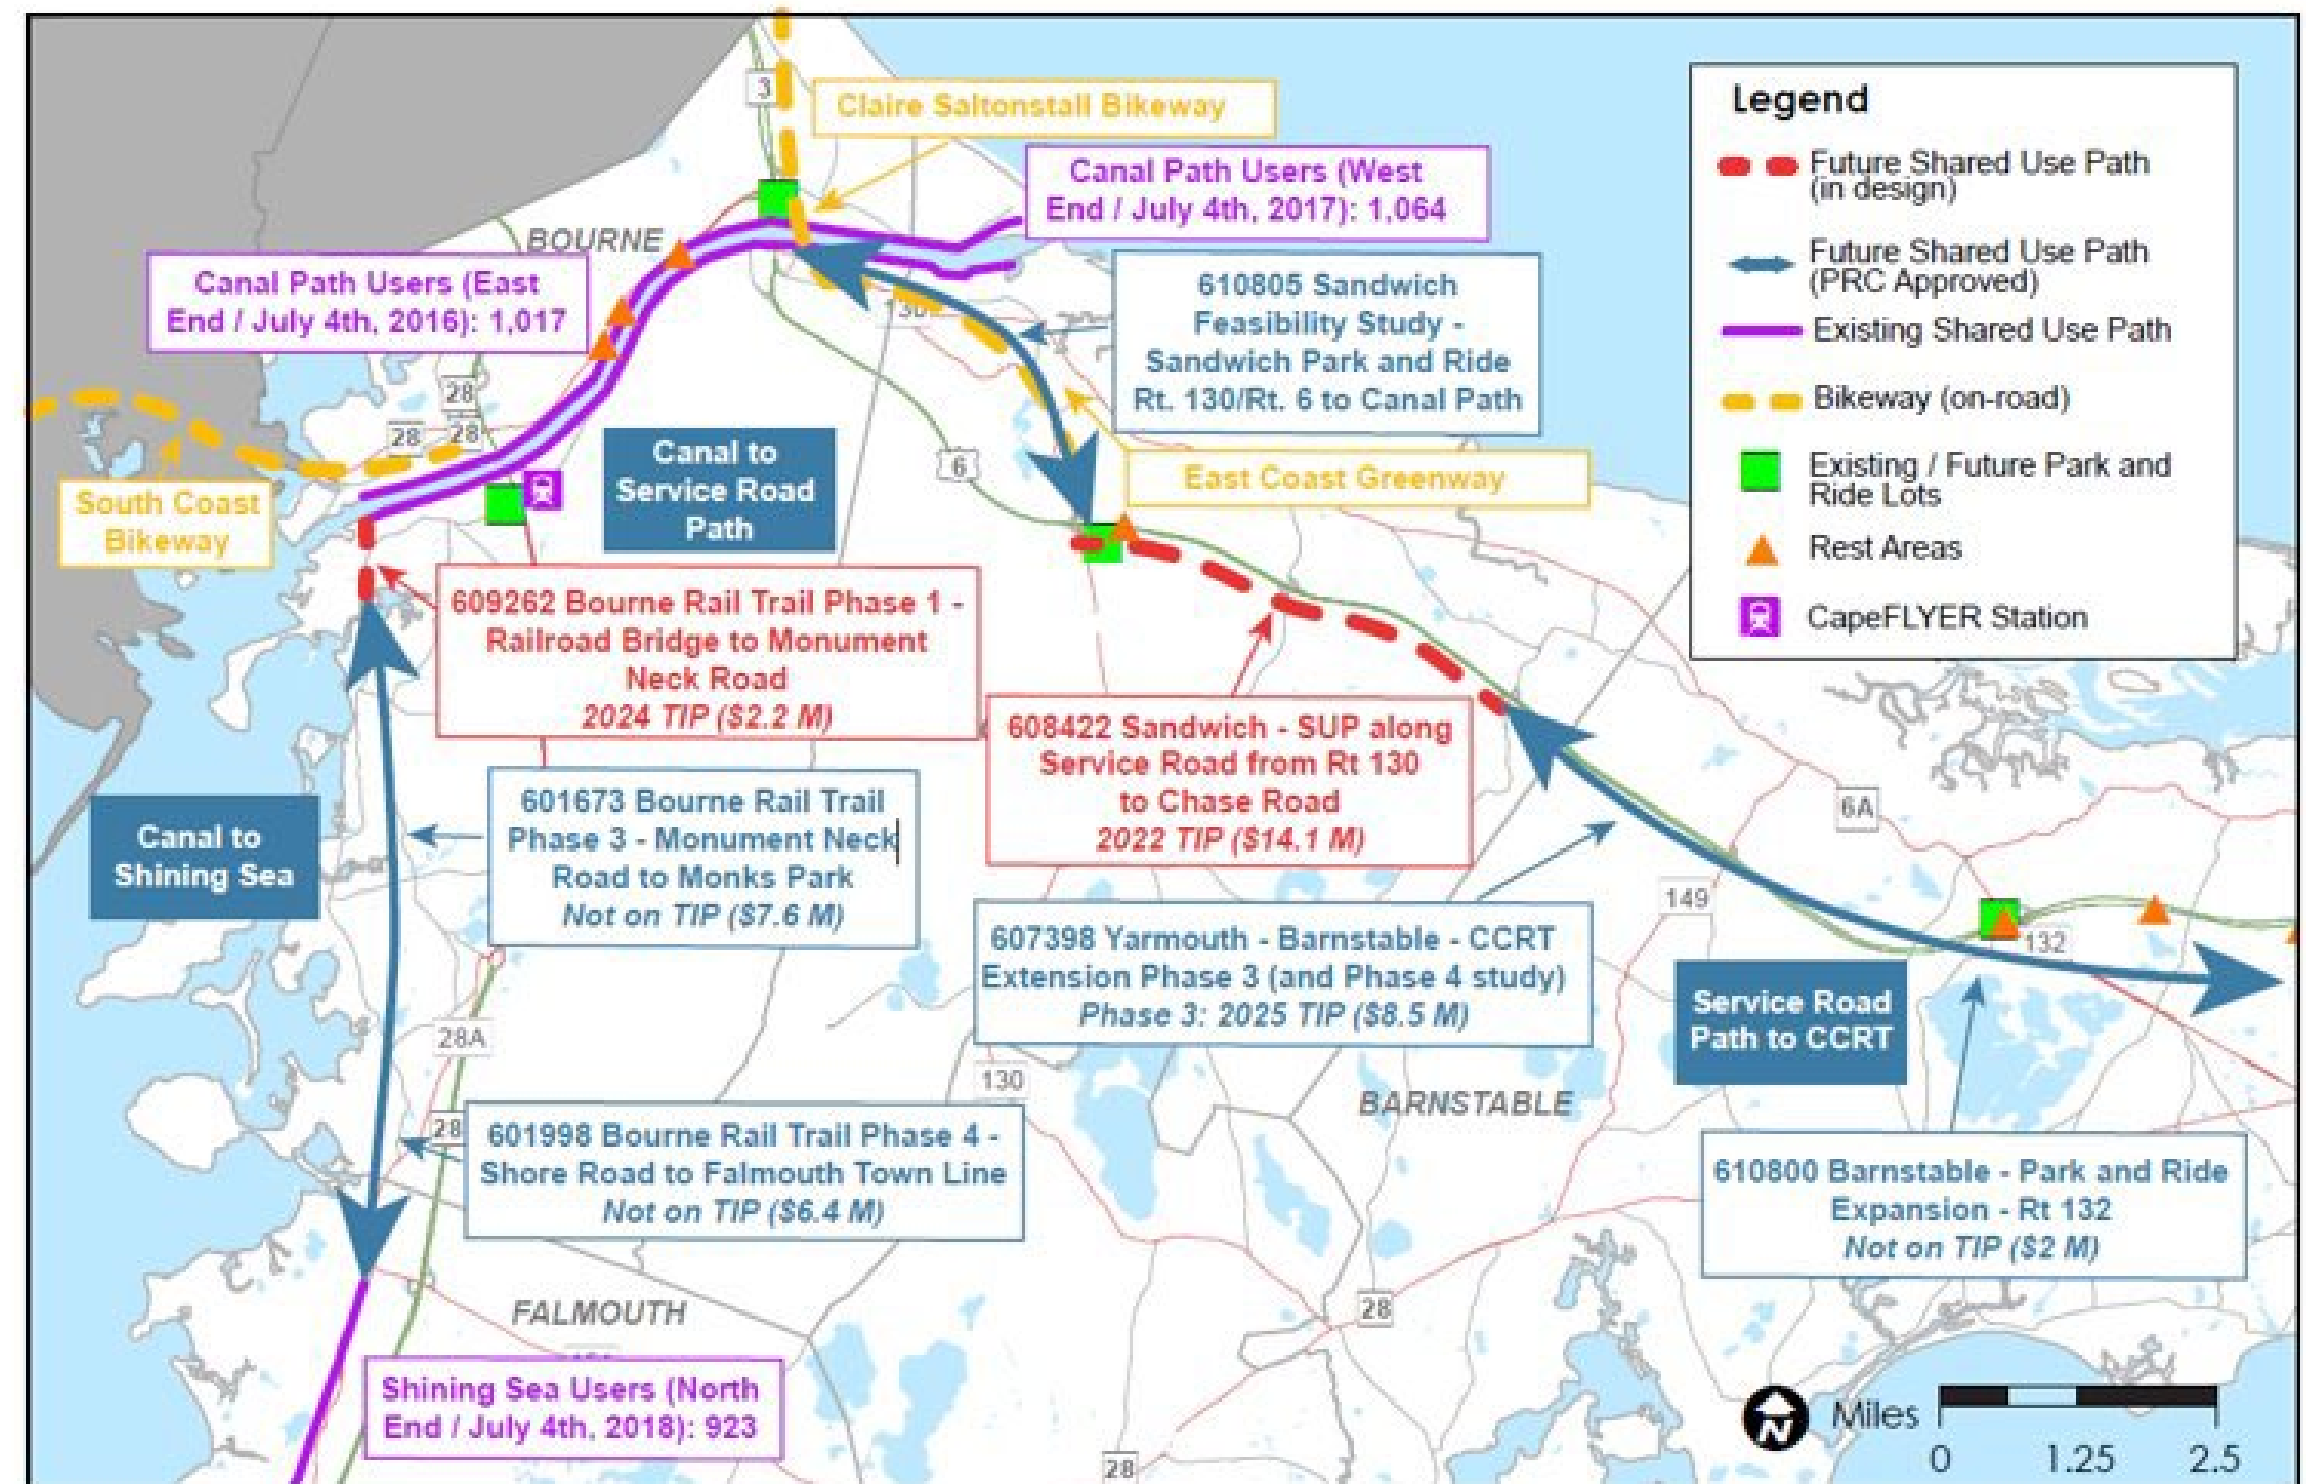 3
Claire Saltonstall Bikeway
Canal Path Users (West
End / July 4th, 2017): 1,064
BOURNE
Canal Path Users (East
End / July 4th, 2016): 1,017
610805 Sandwich
Feasibility Study -
Sandwich Park and Ride
Rt. 130/Rt. 6 to Canal Path
130
28
28
28
6
South Coast
Bikeway
Canal to
Service Road
Path
East Coast Greenway
609262 Bourne Rail Trail Phase 1 -
Railroad Bridge to Monument
Neck Road
2024 TIP ($2.2 M)
608422 Sandwich - SUP along
Service Road from Rt 130
to Chase Road
2022 TIP ($14.1 M)
Canal to
Shining Sea
601673 Bourne Rail Trail
Phase 3 - Monument Neck
Road to Monks Park
Not on TIP ($7.6 M)
6A
149
132
607398 Yarmouth - Barnstable - CCRT
Extension Phase 3 (and Phase 4 study)
Phase 3: 2025 TIP ($8.5 M)
Service Road
Path to CCRT
28A
130
BARNSTABLE
28
601998 Bourne Rail Trail Phase 4 -
Shore Road to Falmouth Town Line
Not on TIP ($6.4 M)
610800 Barnstable - Park and Ride
Expansion - Rt 132
Not on TIP ($2 M)
FALMOUTH
28
Shining Sea Users (North
End / July 4th, 2018): 923
28
Legend
Future Shared Use Path
(in design)
Future Shared Use Path
(PRC Approved)
Existing Shared Use Path
Bikeway (on-road)
Existing / Future Park and
Ride Lots
Rest Areas
CapeFLYER Station
N
Miles
0 1.25 2.5